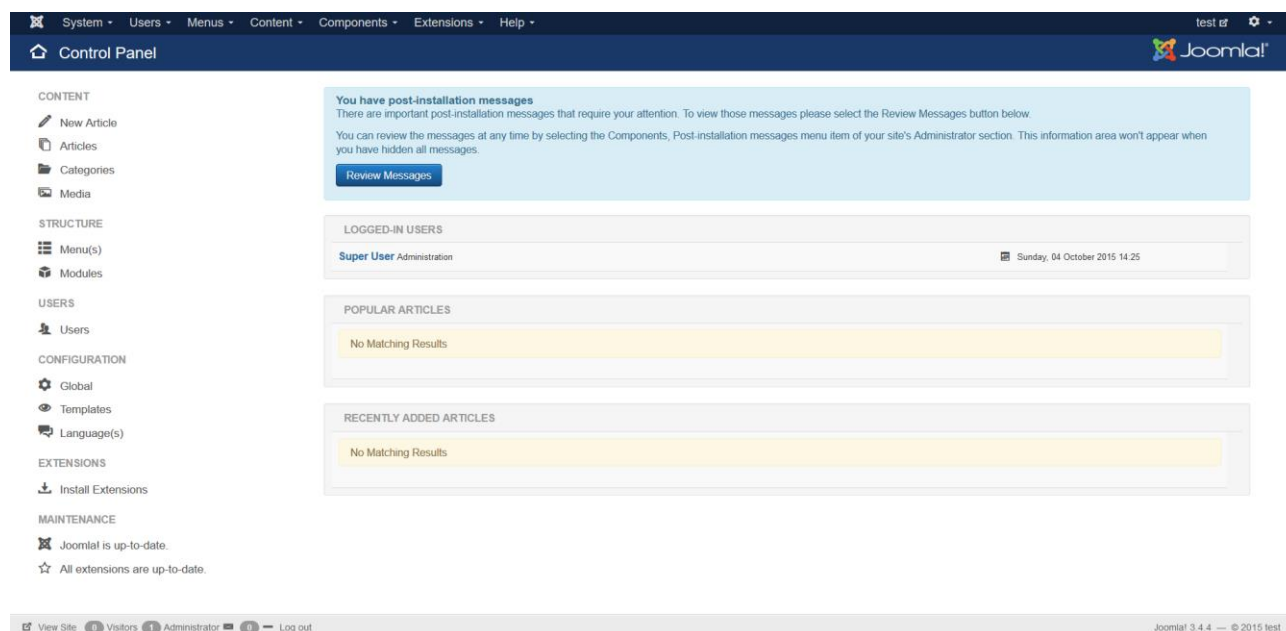 System Users Menus Content Components Extensions Help test
Control Panel Joomla!
CONTENT
New Article
Articles
Categories
Media
STRUCTURE
Menu(s)
Modules
USERS
Users
CONFIGURATION
Global
Templates
Language(s)
EXTENSIONS
Install Extensions
MAINTENANCE
Joomla! is up-to-date.
All extensions are up-to-date.
You have post-installation messages
There are important post-installation messages that require your attention. To view those messages please select the Review Messages button below.
You can review the messages at any time by selecting the Components, Post-installation messages menu item of your site's Administrator section. This information area won't appear when
you have hidden all messages.
Review Messages
LOGGED-IN USERS
Super User Administration Sunday, 04 October 2015 14:25
POPULAR ARTICLES
No Matching Results
RECENTLY ADDED ARTICLES
No Matching Results
View Site 0 Visitors 1 Administrator 0 Log out Joomla! 3.4.4 — © 2015 test